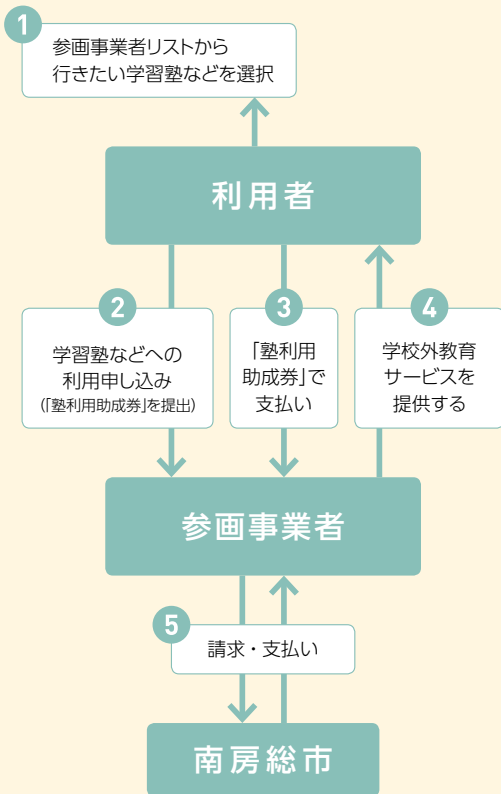 1
参画事業者リストから
行きたい学習塾などを選択
利用者
2
学習塾などへの
利用申し込み
(「塾利用助成券」を提出)
3
「塾利用
助成券」で
支払い
4
学校外教育
サービスを
提供する
参画事業者
5
請求・支払い
南房総市